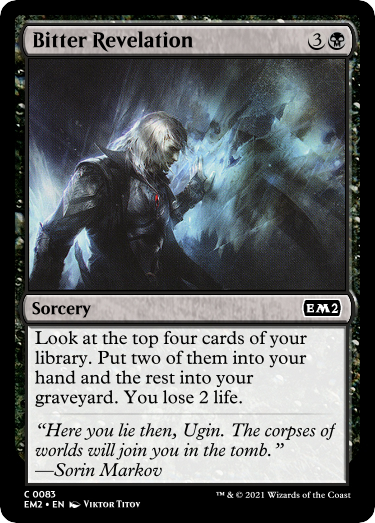 Bitter Revelation 3
Sorcery EM2
Look at the top four cards of your
library. Put two of them into your
hand and the rest into your
graveyard. You lose 2 life.
“Here you lie then, Ugin. The corpses of
worlds will join you in the tomb.”
—Sorin Markov
C 0083
EM2 • EN Viktor Titov
™ & © 2021 Wizards of the Coast